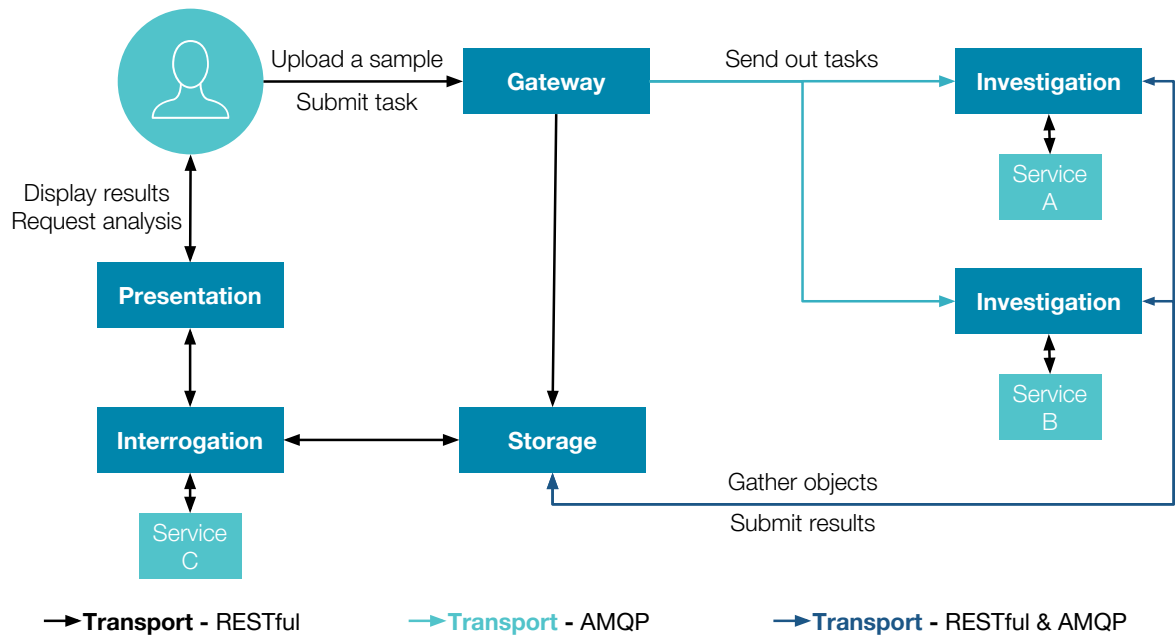 Upload a sample
Submit task
Gateway
Send out tasks
Investigation
Service
A
Display results
Request analysis
Presentation
Investigation
Service
B
Interrogation
Storage
Gather objects
Submit results
Service
C
Transport - RESTful
Transport - AMQP
Transport - RESTful & AMQP